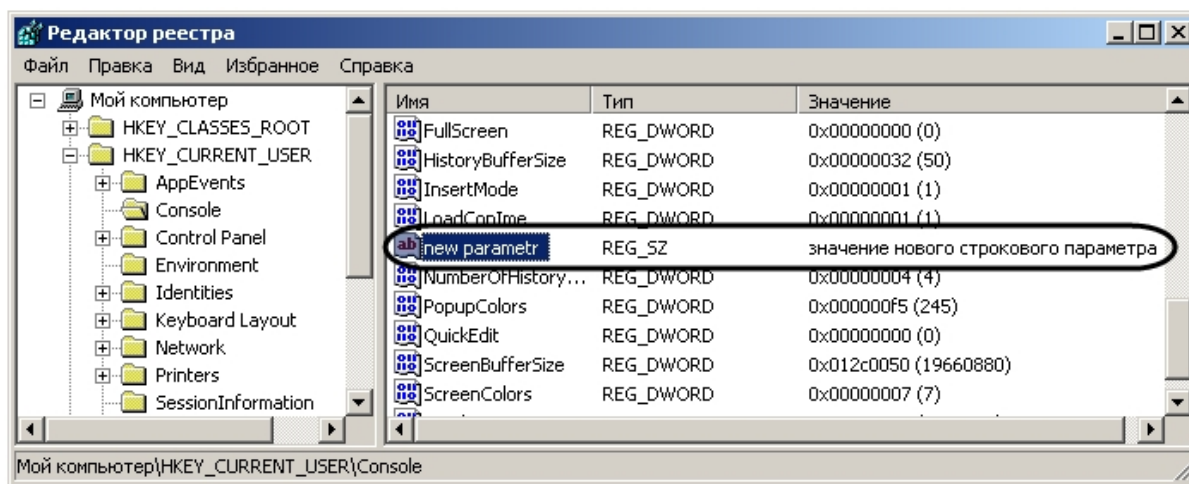 Редактор реестра
Файл Правка Вид Избранное Справка
Мой компьютер
HKEY_CLASSES_ROOT
HKEY_CURRENT_USER
AppEvents
Console
Control Panel
Environment
Identities
Keyboard Layout
Network
Printers
SessionInformation
Имя Тип Значение
FullScreen REG_DWORD 0x00000000 (0)
HistoryBufferSize REG_DWORD 0x00000032 (50)
InsertMode REG_DWORD 0x00000001 (1)
LoadConIme REG_DWORD 0x00000001 (1)
new parametr REG_SZ значение нового строкового параметра
NumberOfHistory... REG_DWORD 0x00000004 (4)
PopupColors REG_DWORD 0x000000f5 (245)
QuickEdit REG_DWORD 0x00000000 (0)
ScreenBufferSize REG_DWORD 0x012c0050 (19660880)
ScreenColors REG_DWORD 0x00000007 (7)
Мой компьютер\HKEY_CURRENT_USER\Console